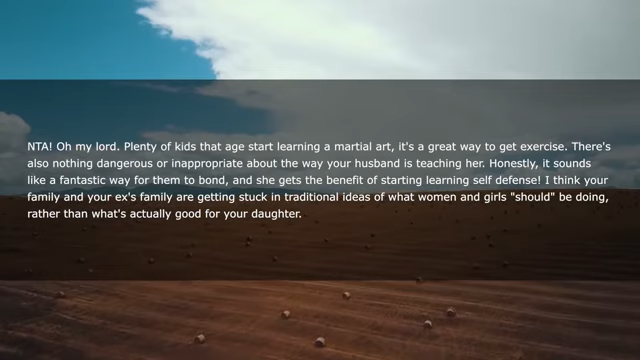 NTA! Oh my lord. Plenty of kids that age start learning a martial art, it's a great way to get exercise. There's
also nothing dangerous or inappropriate about the way your husband is teaching her. Honestly, it sounds
like a fantastic way for them to bond, and she gets the benefit of starting learning self defense! I think your
family and your ex's family are getting stuck in traditional ideas of what women and girls "should" be doing,
rather than what's actually good for your daughter.